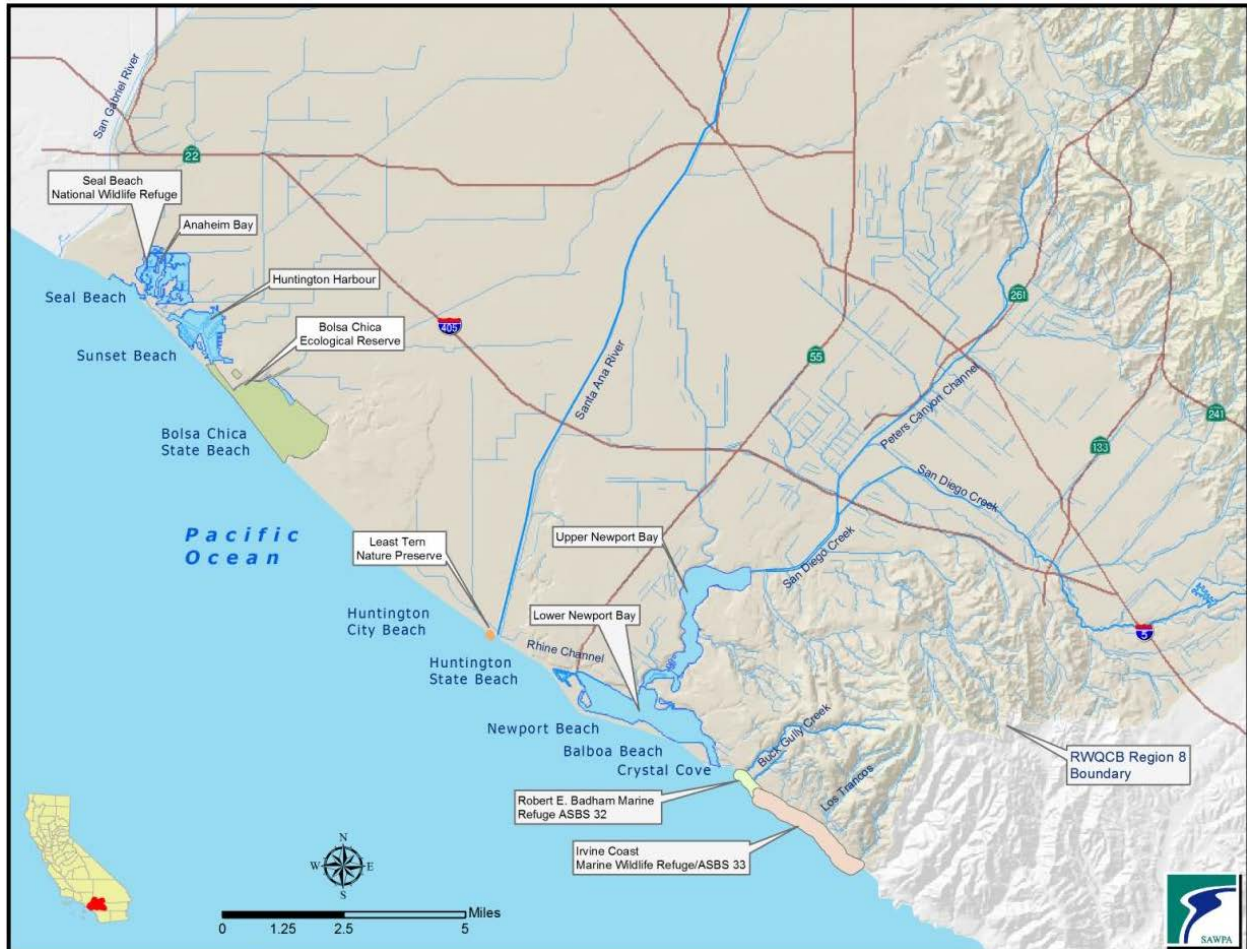 San Gabriel River
22
Seal Beach
National Wildlife Refuge
Anaheim Bay
Huntington Harbour
Seal Beach
Bolsa Chica
Ecological Reserve
Sunset Beach
405
261
55
Santa Ana River
Peters Canyon Channel
241
133
Bolsa Chica
State Beach
San Diego Creek
Pacific
Ocean
Least Tern
Nature Preserve
Upper Newport Bay
San Diego Creek
Huntington
City Beach
Lower Newport Bay
5
Rhine Channel
Huntington
State Beach
Newport Beach
Balboa Beach
Crystal Cove
Buck Gully Creek
RWQCB Region 8
Boundary
Los Trancos
Robert E. Badham Marine
Refuge ASBS 32
Irvine Coast
Marine Wildlife Refuge/ASBS 33
N
W
E
S
Miles
0
1.25
2.5
5
SAWPA